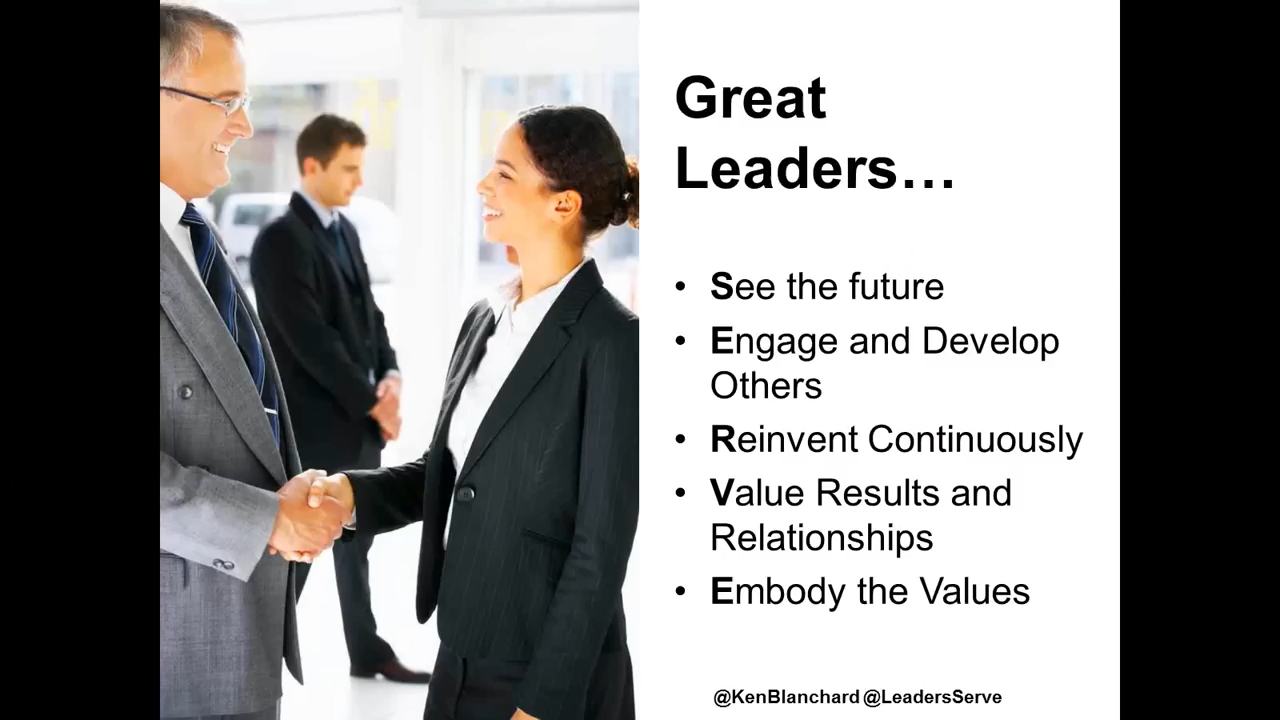 Great
Leaders…
• See the future
• Engage and Develop
Others
• Reinvent Continuously
• Value Results and
Relationships
• Embody the Values
@KenBlanchard @LeadersServe